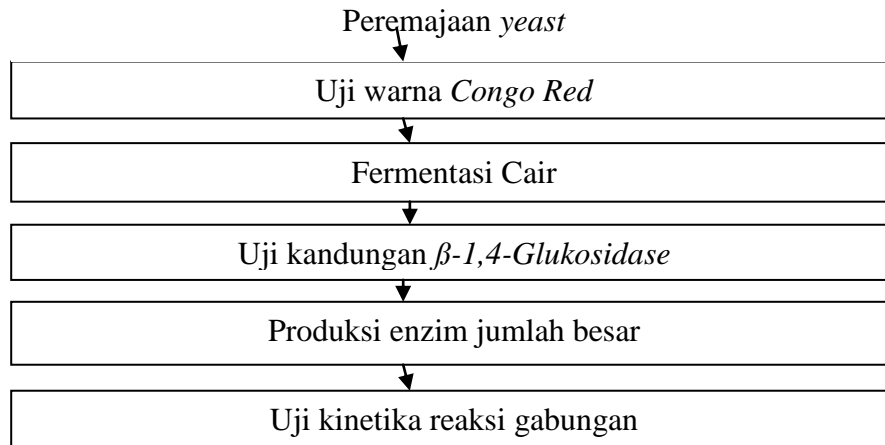 Peremajaan yeast
Uji warna Congo Red
Fermentasi Cair
Uji kandungan ß-1,4-Glukosidase
Produksi enzim jumlah besar
Uji kinetika reaksi gabungan